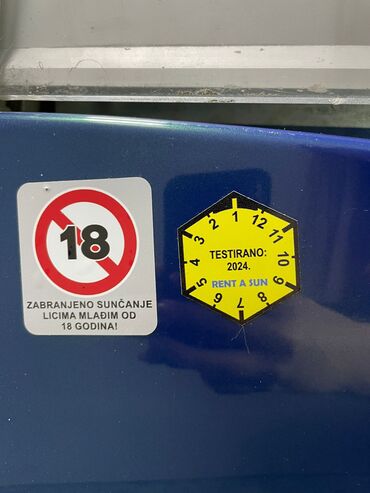 18
ZABRANJENO SUNČANJE
LICIMA MLAĐIM OD
18 GODINA!
1
12
11
10
9
8
7
6
5
4
3
2
TESTIRANO:
2024.
RENT A SUN